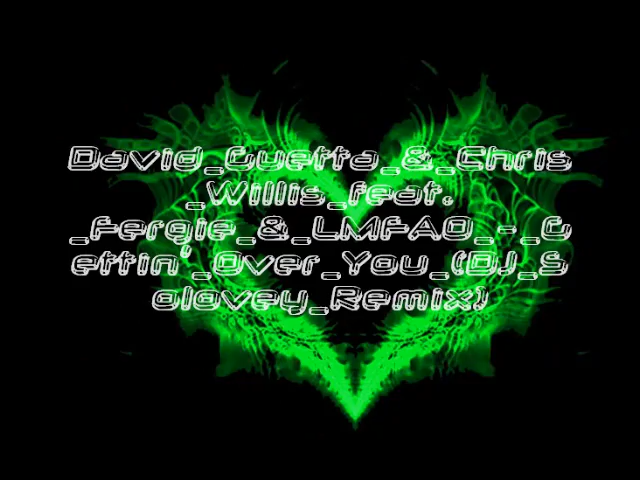 David_Guetta_&_Chris
_Willis_feat.
_Fergie_&_LMFAO_-_G
ettin'_Over_You_(DJ_S
olovey_Remix)